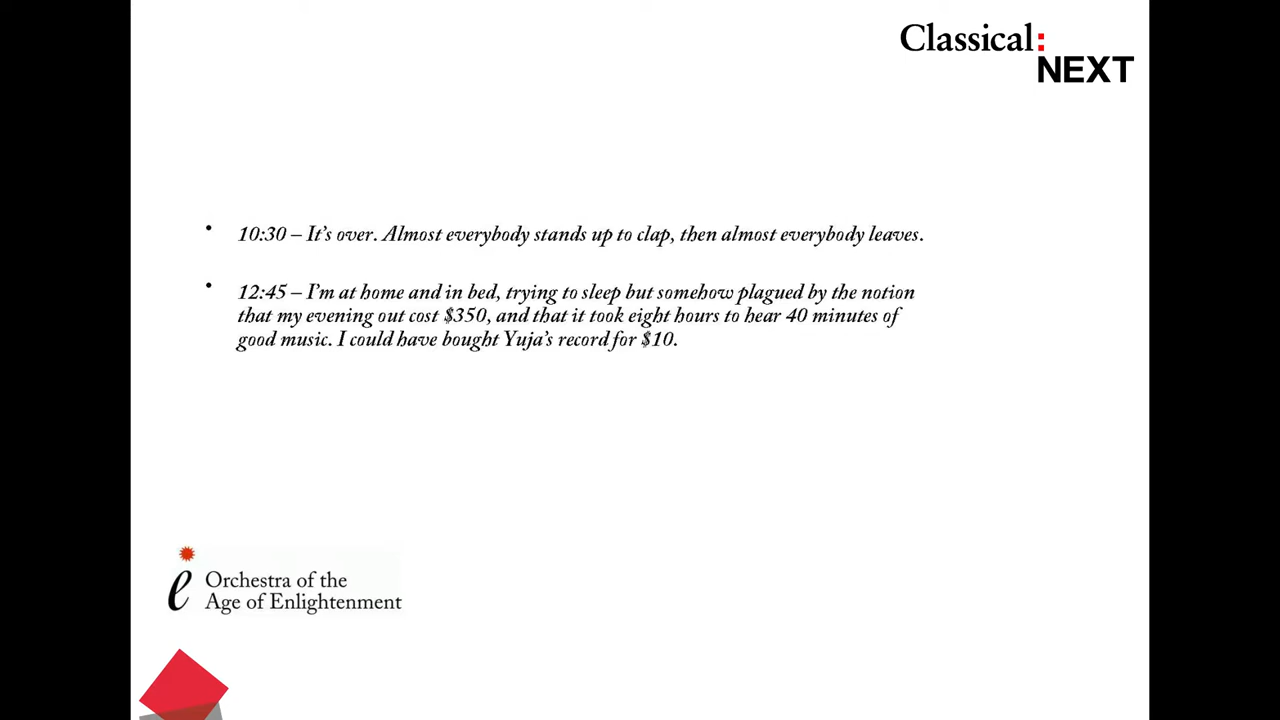 Classical:
NEXT
• 10:30 – It's over. Almost everybody stands up to clap, then almost everybody leaves.
• 12:45 – I'm at home and in bed, trying to sleep but somehow plagued by the notion
that my evening out cost $350, and that it took eight hours to hear 40 minutes of
good music. I could have bought Yuja's record for $10.
e Orchestra of the
Age of Enlightenment